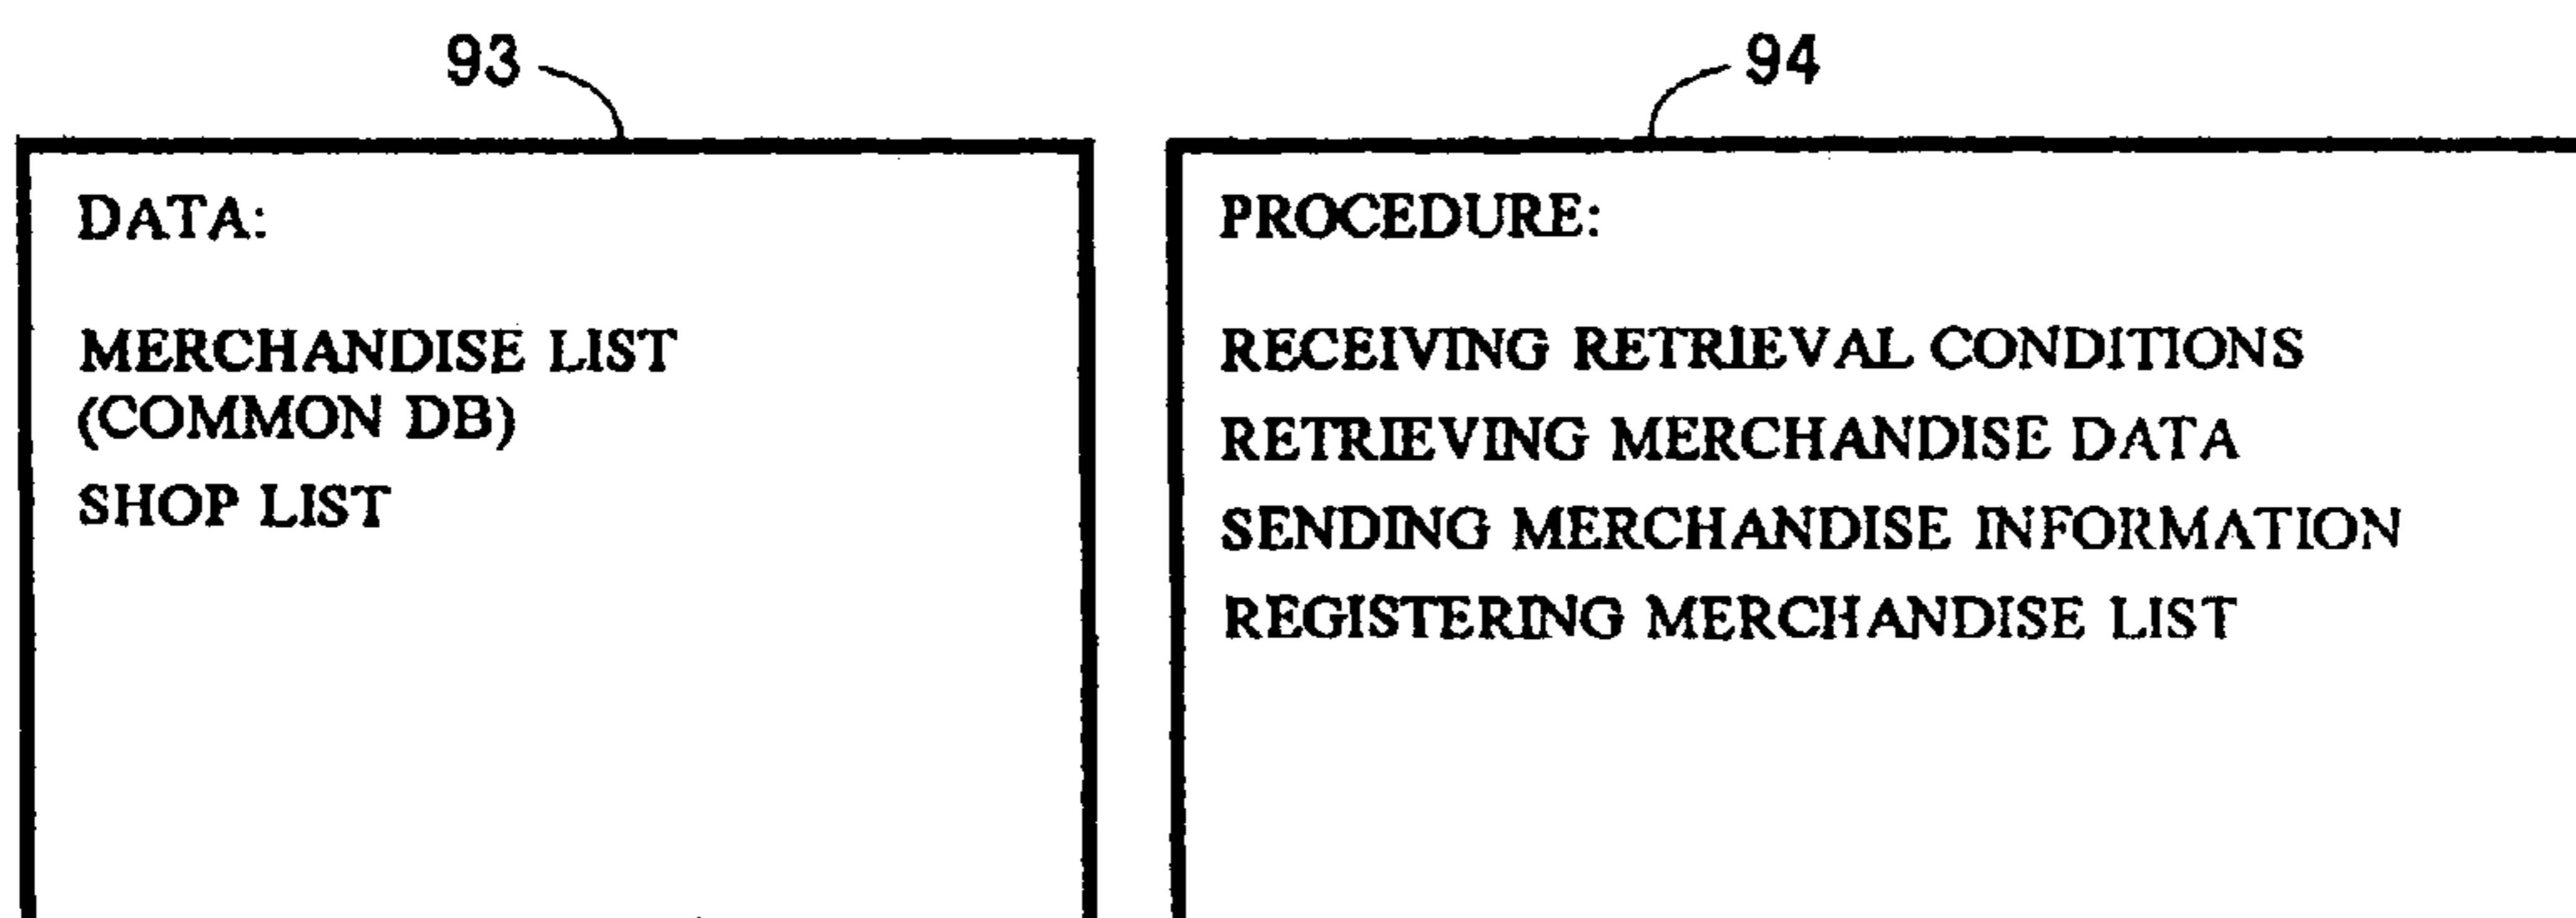 93
94
DATA:
MERCHANDISE LIST
(COMMON DB)
SHOP LIST
PROCEDURE:
RECEIVING RETRIEVAL CONDITIONS
RETRIEVING MERCHANDISE DATA
SENDING MERCHANDISE INFORMATION
REGISTERING MERCHANDISE LIST